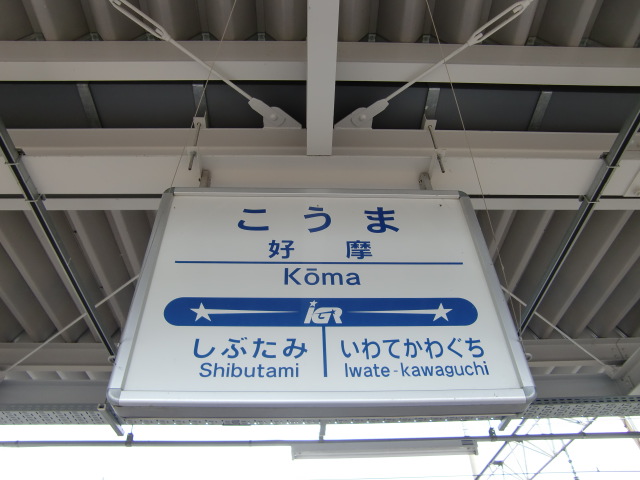 こうま
好摩
Kōma
IGR
しぶたみ いわてかわぐち
Shibutami Iwate-kawaguchi